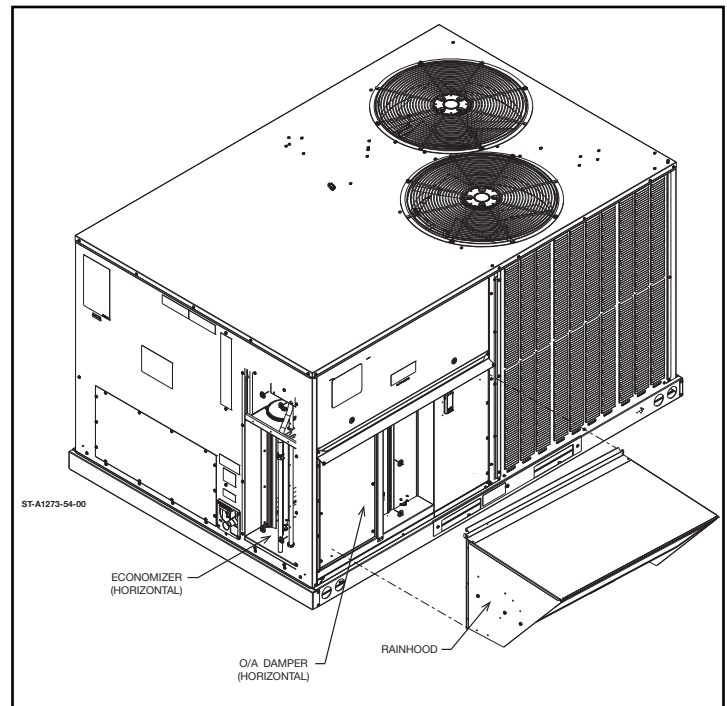 ST-A1273-54-00
ECONOMIZER
(HORIZONTAL)
O/A DAMPER
(HORIZONTAL)
RAINHOOD